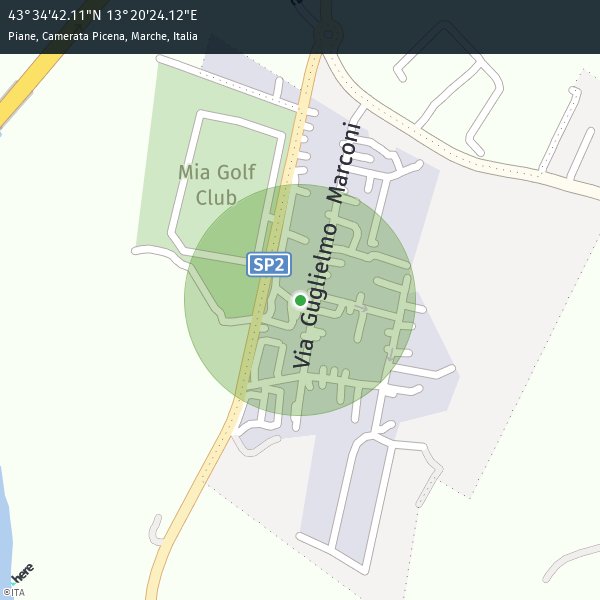 43°34'42.11"N 13°20'24.12"E
Piane, Camerata Picena, Marche, Italia
Mia Golf
Club
Via Guglielmo Marconi
SP2
here
©ITA